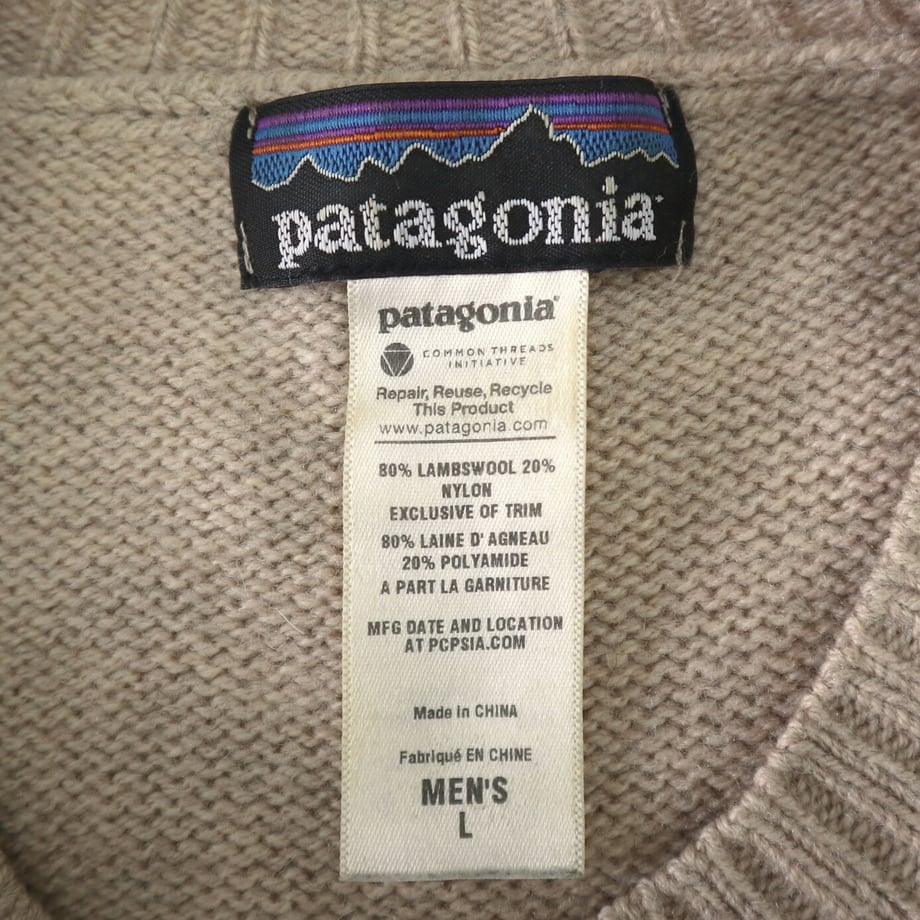 patagonia®
patagonia®
COMMON THREADS
INITIATIVE
Repair, Reuse, Recycle
This Product
www.patagonia.com
80% LAMBSWOOL 20%
NYLON
EXCLUSIVE OF TRIM
80% LAINE D'AGNEAU
20% POLYAMIDE
A PART LA GARNITURE
MFG DATE AND LOCATION
AT PCPSIA.COM
Made in CHINA
Fabriqué EN CHINE
MEN'S
L